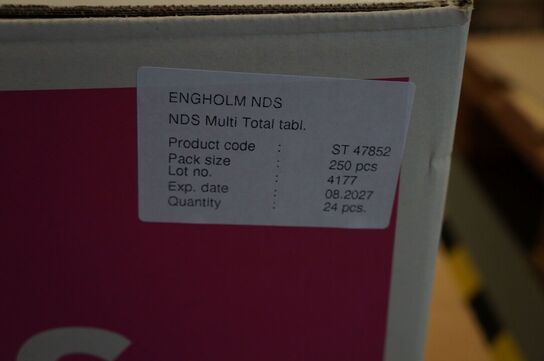 ENGHOLM NDS
NDS Multi Total tabl.
Product code : ST 47852
Pack size : 250 pcs
Lot no. : 4177
Exp. date : 08.2027
Quantity : 24 pcs.
S